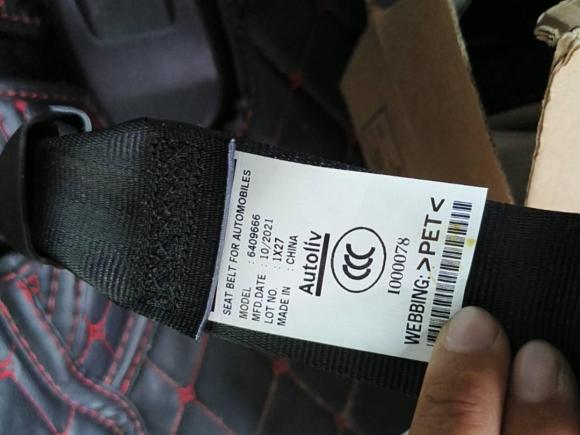 SEAT BELT FOR AUTOMOBILES
MODEL : 6409666
MFD.DATE : 10/2021
LOT NO. : 1X27
MADE IN : CHINA
Autoliv
CCC
I000078
WEBBING: >PET<